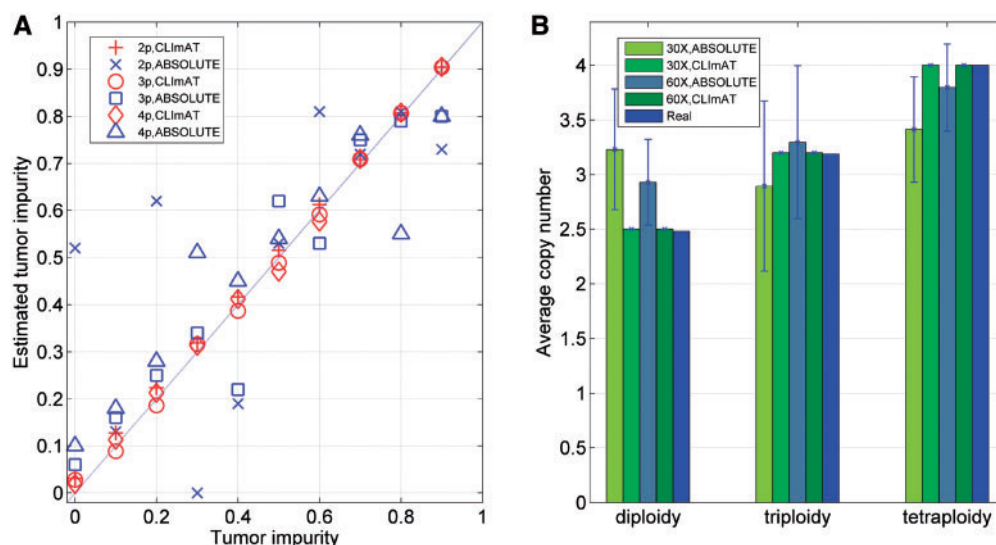 A
Estimated tumor impurity
1
0.9
0.8
0.7
0.6
0.5
0.4
0.3
0.2
0.1
0
2p,CLImAT
2p,ABSOLUTE
3p,CLImAT
3p,ABSOLUTE
4p,CLImAT
4p,ABSOLUTE
0 0.2 0.4 0.6 0.8 1
Tumor impurity
B
Average copy number
4
3.5
3
2.5
2
1.5
1
0.5
0
30X,ABSOLUTE
30X,CLImAT
60X,ABSOLUTE
60X,CLImAT
Real
diploidy triploidy tetraploidy